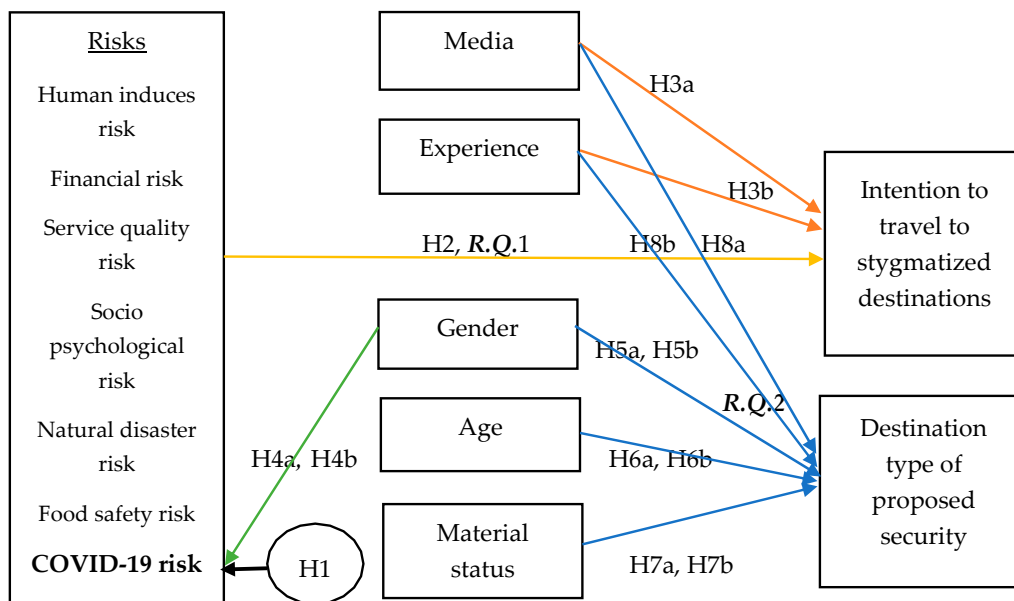 Risks
Human induces
risk
Financial risk
Service quality
risk
Socio
psychological
risk
Natural disaster
risk
Food safety risk
COVID-19 risk
H1
H4a, H4b
Media
Experience
H2, R.Q.1
Gender
Age
Material
status
H3a
H3b
H8b
H8a
H5a, H5b
R.Q.2
H6a, H6b
H7a, H7b
Intention to
travel to
stygmatized
destinations
Destination
type of
proposed
security